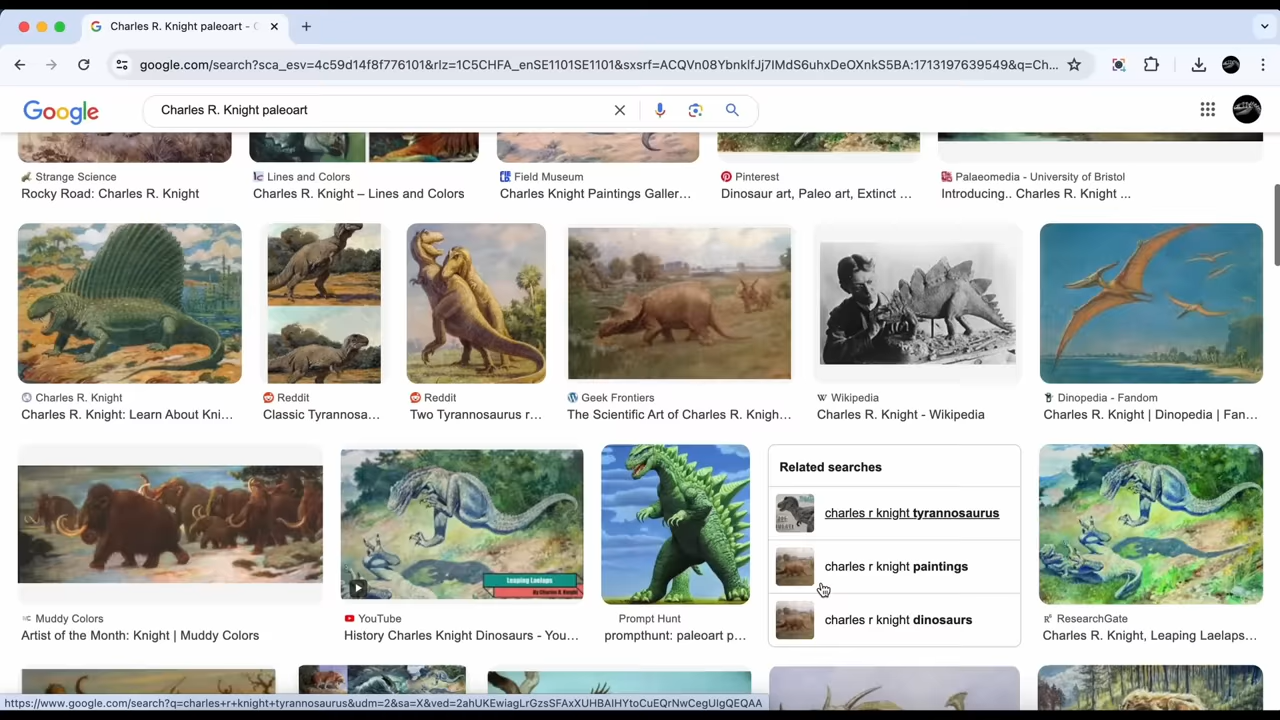 Charles R. Knight paleoart - G
google.com/search?sca_esv=4c59d14f8f776101&rlz=1C5CHFA_enSE1101SE1101&sxsrf=ACQVn08YbnklfJj7IMdS6uhxDeOXnkS5BA:1713197639549&q=Ch...
Google
Charles R. Knight paleoart
Strange Science
Rocky Road: Charles R. Knight
Lines and Colors
Charles R. Knight – Lines and Colors
Field Museum
Charles Knight Paintings Galler...
Pinterest
Dinosaur art, Paleo art, Extinct ...
Palaeomedia - University of Bristol
Introducing.. Charles R. Knight ...
Charles R. Knight
Charles R. Knight: Learn About Kni...
Reddit
Classic Tyrannosa...
Reddit
Two Tyrannosaurus r...
Geek Frontiers
The Scientific Art of Charles R. Knigh...
Wikipedia
Charles R. Knight - Wikipedia
Dinopedia - Fandom
Charles R. Knight | Dinopedia | Fan...
Related searches
charles r knight tyrannosaurus
charles r knight paintings
charles r knight dinosaurs
Leaping Laelaps
By Charles R. Knight
Muddy Colors
Artist of the Month: Knight | Muddy Colors
YouTube
History Charles Knight Dinosaurs - You...
Prompt Hunt
prompthunt: paleoart p...
ResearchGate
Charles R. Knight, Leaping Laelaps...
https://www.google.com/search?q=charles+r+knight+tyrannosaurus&udm=2&sa=X&ved=2ahUKEwiagLrGzsSFAxXUHBAIHYtoCuEQrNwCegUIgQEQAA